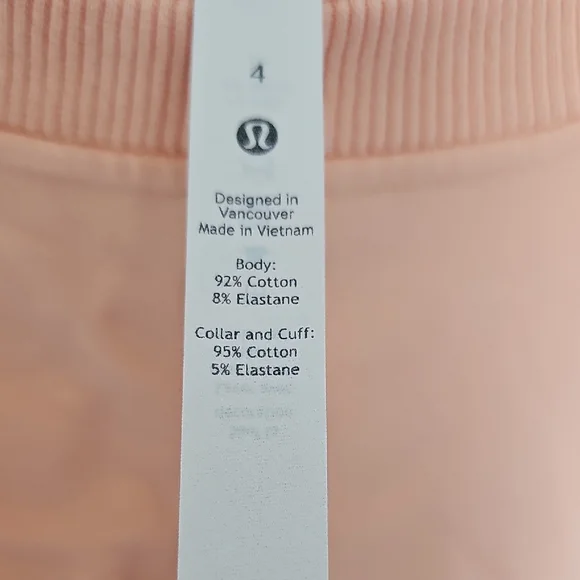 4
Designed in
Vancouver
Made in Vietnam
Body:
92% Cotton
8% Elastane
Collar and Cuff:
95% Cotton
5% Elastane